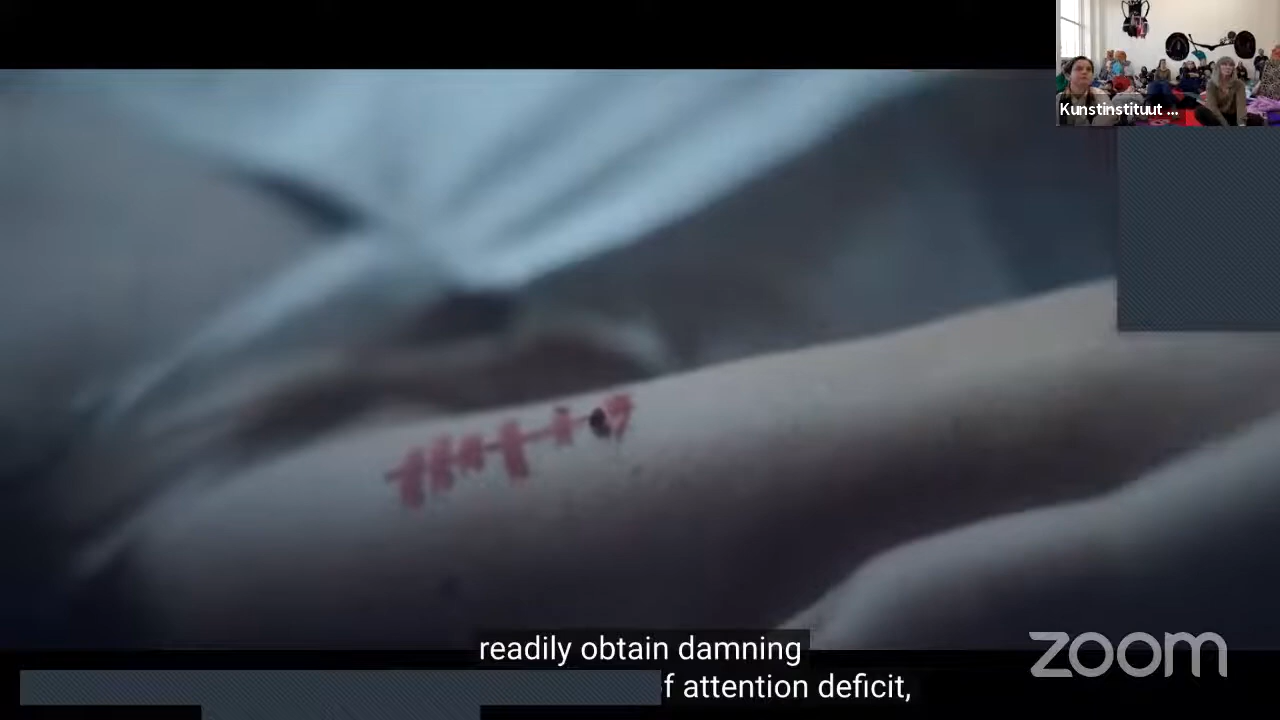 Kunstinstituut ...
readily obtain damning
f attention deficit,
zoom